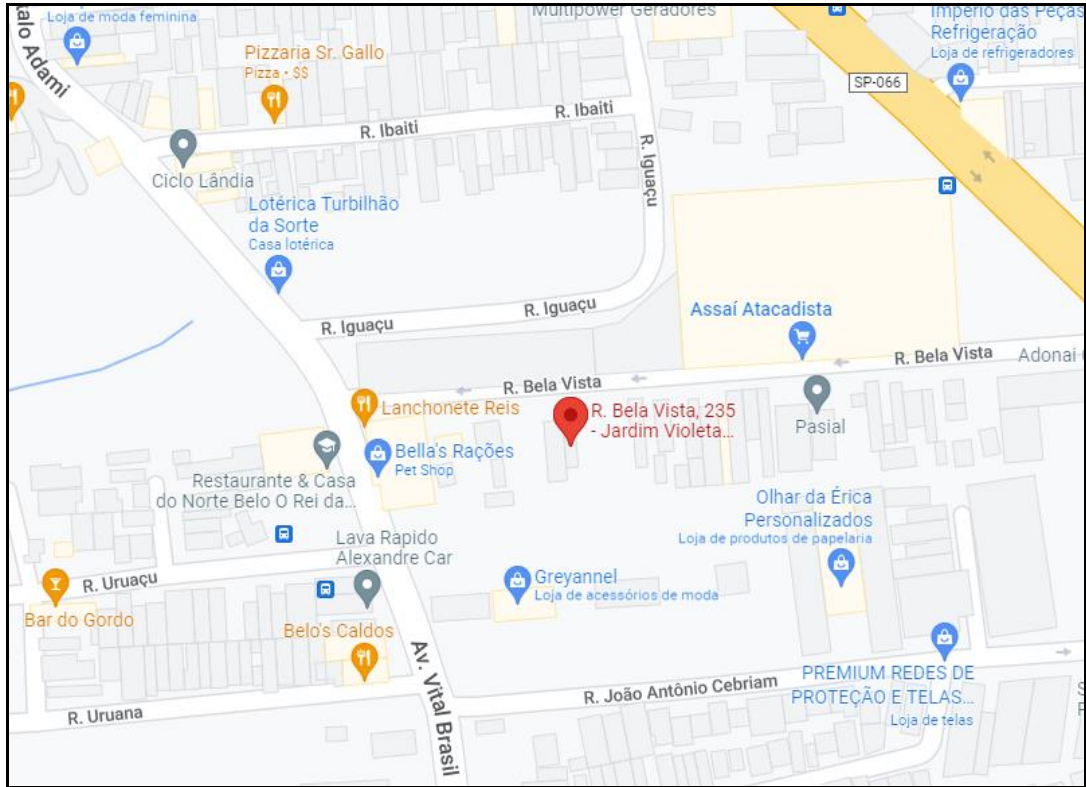 talo Adami
Loja de moda feminina
Multipower Geradores
Império das Peças
Refrigeração
Loja de refrigeradores
Pizzaria Sr. Gallo
Pizza • $$
SP-066
R. Ibaiti
R. Ibaiti
R. Iguaçu
Ciclo Lândia
Lotérica Turbilhão
da Sorte
Casa lotérica
R. Iguaçu
R. Iguaçu
Assaí Atacadista
R. Bela Vista
Adonai
R. Bela Vista
Lanchonete Reis
R. Bela Vista, 235
- Jardim Violeta...
Pasial
Bella's Rações
Pet Shop
Restaurante & Casa
do Norte Belo O Rei da...
Olhar da Érica
Personalizados
Loja de produtos de papelaria
Lava Rapido
Alexandre Car
R. Uruaçu
Greyannel
Loja de acessórios de moda
Bar do Gordo
Belo's Caldos
Av. Vital Brasil
R. João Antônio Cebriam
PREMIUM REDES DE
PROTEÇÃO E TELAS...
Loja de telas
R. Uruana